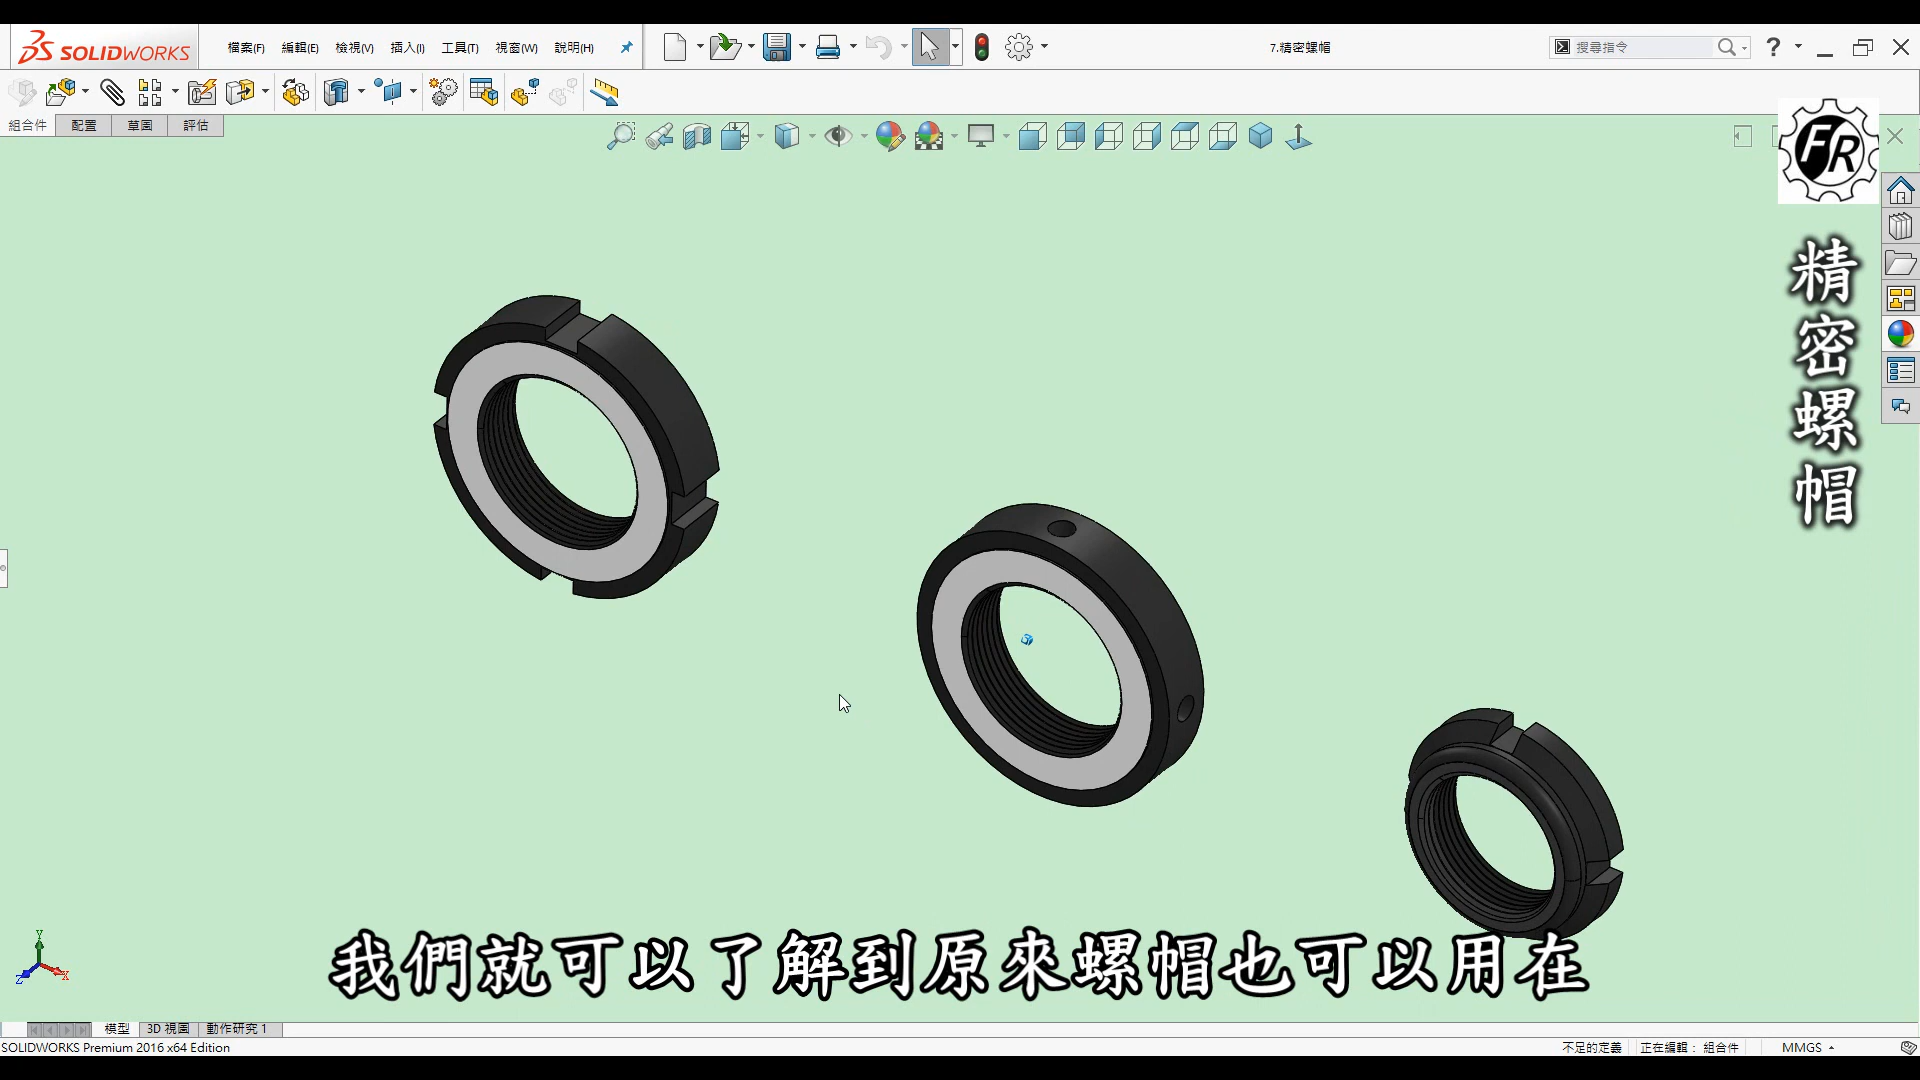 SOLIDWORKS
檔案(F) 編輯(E) 檢視(V) 插入(I) 工具(T) 視窗(W) 說明(H)
7.精密螺帽
搜尋指令
?
組合件 配置 草圖 評估
FR
精密螺帽
我們就可以了解到原來螺帽也可以用在
Y
X
Z
模型 3D 視圖 動作研究 1
SOLIDWORKS Premium 2016 x64 Edition
不足的定義 正在編輯： 組合件 MMGS